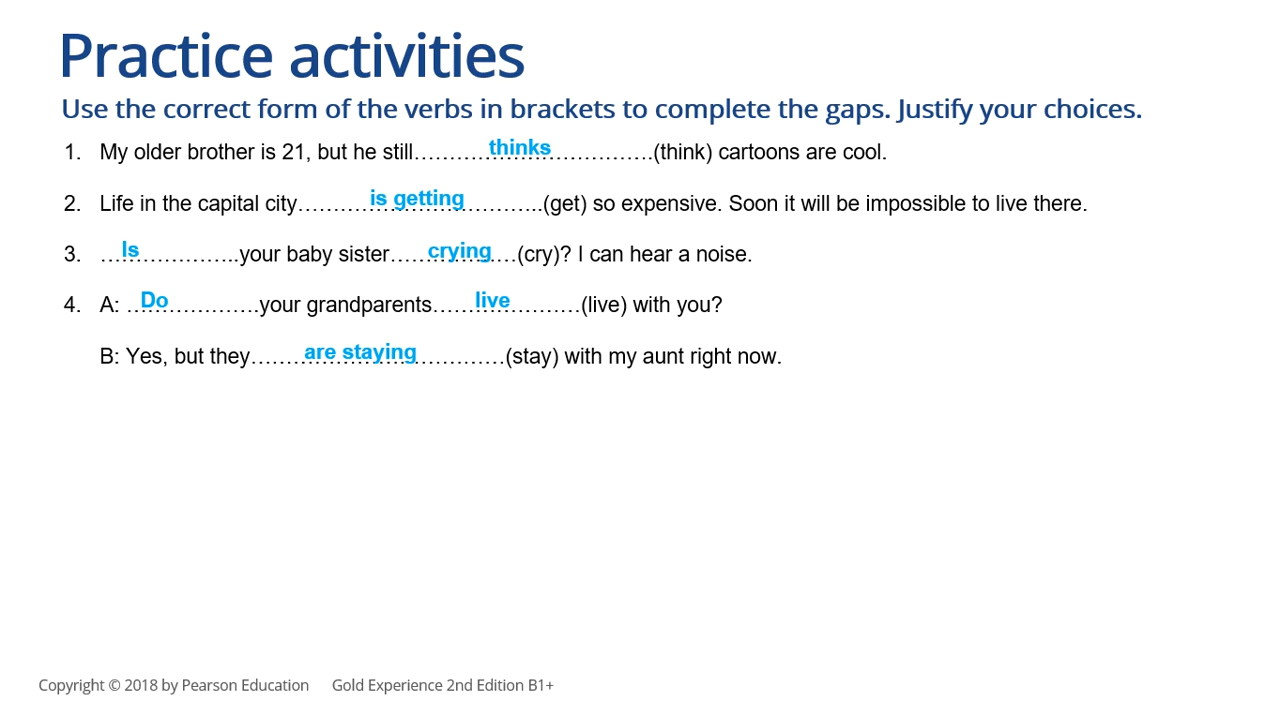 Practice activities
Use the correct form of the verbs in brackets to complete the gaps. Justify your choices.
1. My older brother is 21, but he still……………thinks……………….(think) cartoons are cool.
2. Life in the capital city…………is getting…………..(get) so expensive. Soon it will be impossible to live there.
3. …Is…………..your baby sister……crying……(cry)? I can hear a noise.
4. A: …Do………….your grandparents……live………(live) with you?
B: Yes, but they………are staying…………(stay) with my aunt right now.
Copyright © 2018 by Pearson Education Gold Experience 2nd Edition B1+